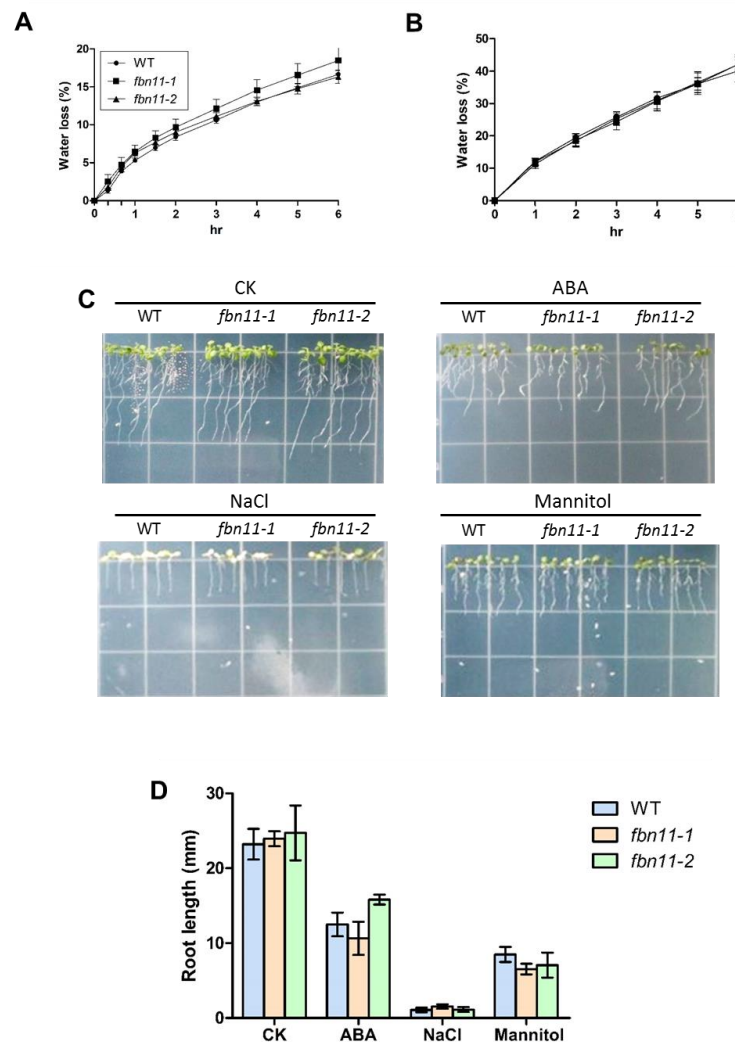 A
20
15
10
5
0
Water loss (%)
WT
fbn11-1
fbn11-2
0 1 2 3 4 5 6
hr
B
50
40
30
20
10
0
Water loss (%)
0 1 2 3 4 5
hr
C
CK
WT fbn11-1 fbn11-2
ABA
WT fbn11-1 fbn11-2
NaCl
WT fbn11-1 fbn11-2
Mannitol
WT fbn11-1 fbn11-2
D
30
20
10
0
Root length (mm)
CK ABA NaCl Mannitol
WT
fbn11-1
fbn11-2